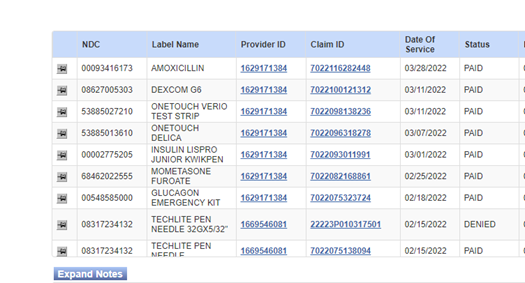 NDC Label Name Provider ID Claim ID Date Of Service Status
00093416173 AMOXICILLIN 1629171384 7022116282448 03/28/2022 PAID
08627005303 DEXCOM G6 1629171384 7022100121312 03/11/2022 PAID
53885027210 ONETOUCH VERIO TEST STRIP 1629171384 7022098138236 03/11/2022 PAID
53885013610 ONETOUCH DELICA 1629171384 7022096318278 03/07/2022 PAID
00002775205 INSULIN LISPRO JUNIOR KWIKPEN 1629171384 7022093011991 03/01/2022 PAID
68462022555 MOMETASONE FUROATE 1629171384 7022082168861 02/25/2022 PAID
00548585000 GLUCAGON EMERGENCY KIT 1629171384 7022075323724 02/18/2022 PAID
08317234132 TECHLITE PEN NEEDLE 32GX5/32" 1669546081 22223P010317501 02/15/2022 DENIED
08317234132 TECHLITE PEN NEEDLE 1669546081 7022075138094 02/15/2022 PAID
Expand Notes